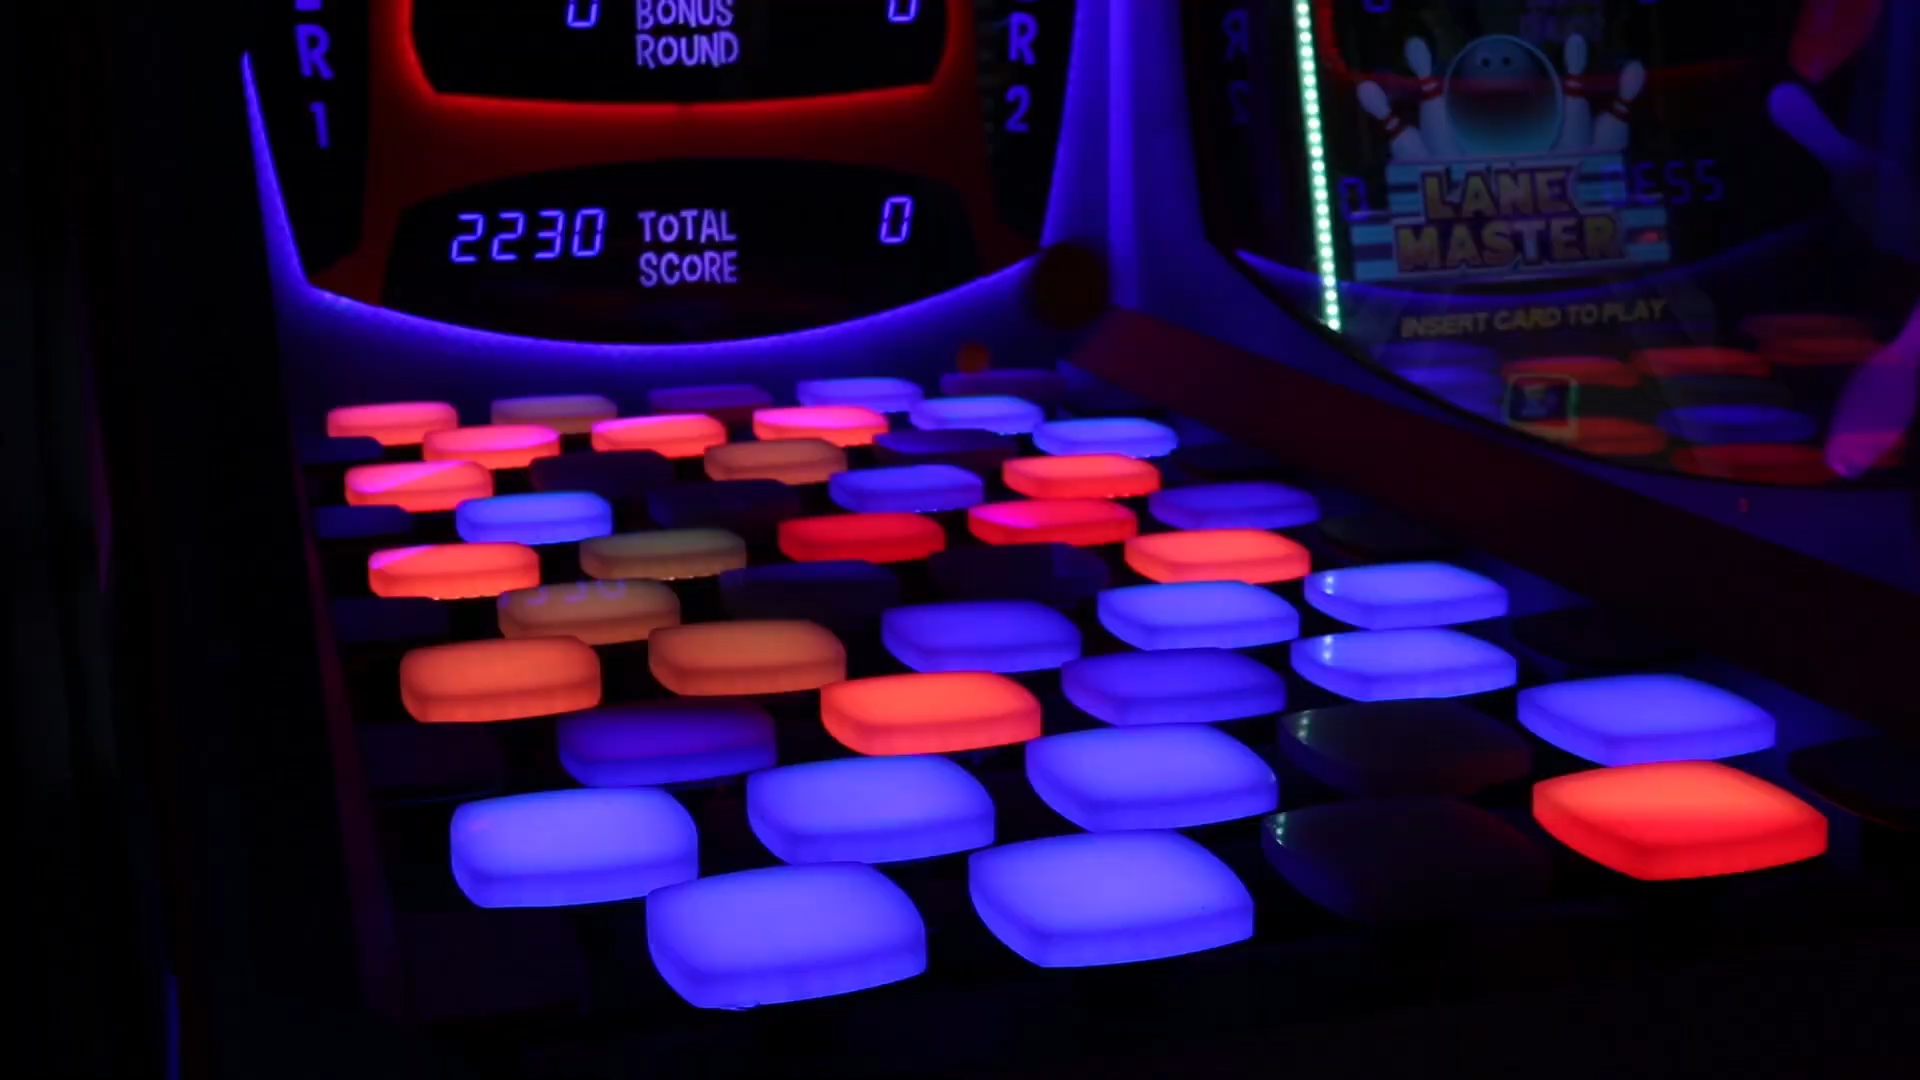 R 1
0 BONUS 0
ROUND
R 2
2230 TOTAL 0
SCORE
LANE
MASTER
INSERT CARD TO PLAY